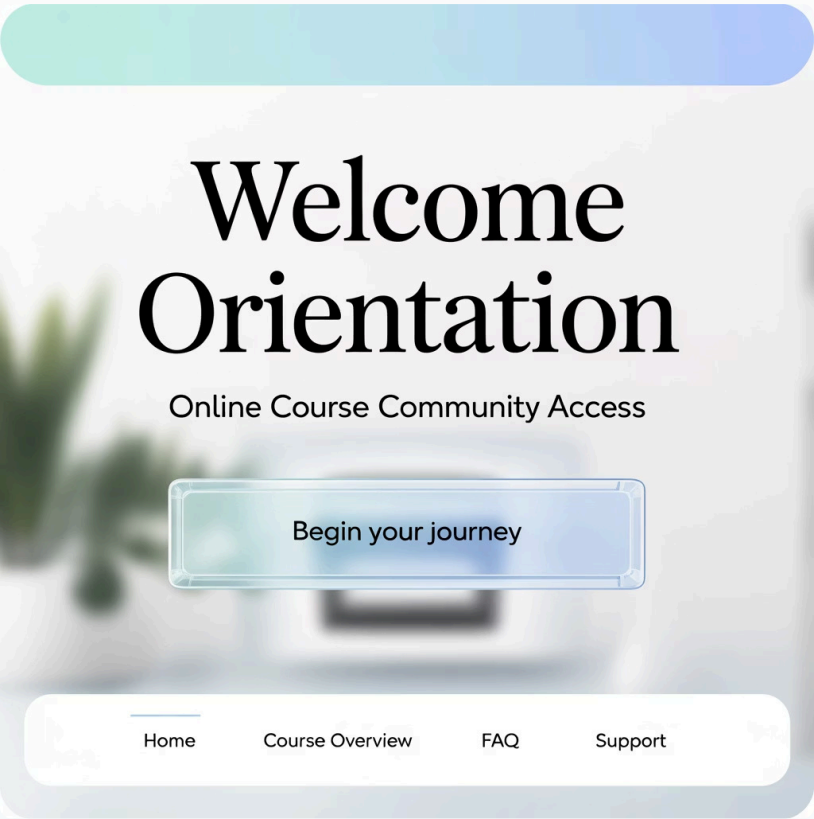 Welcome
Orientation
Online Course Community Access
Begin your journey
Home
Course Overview
FAQ
Support